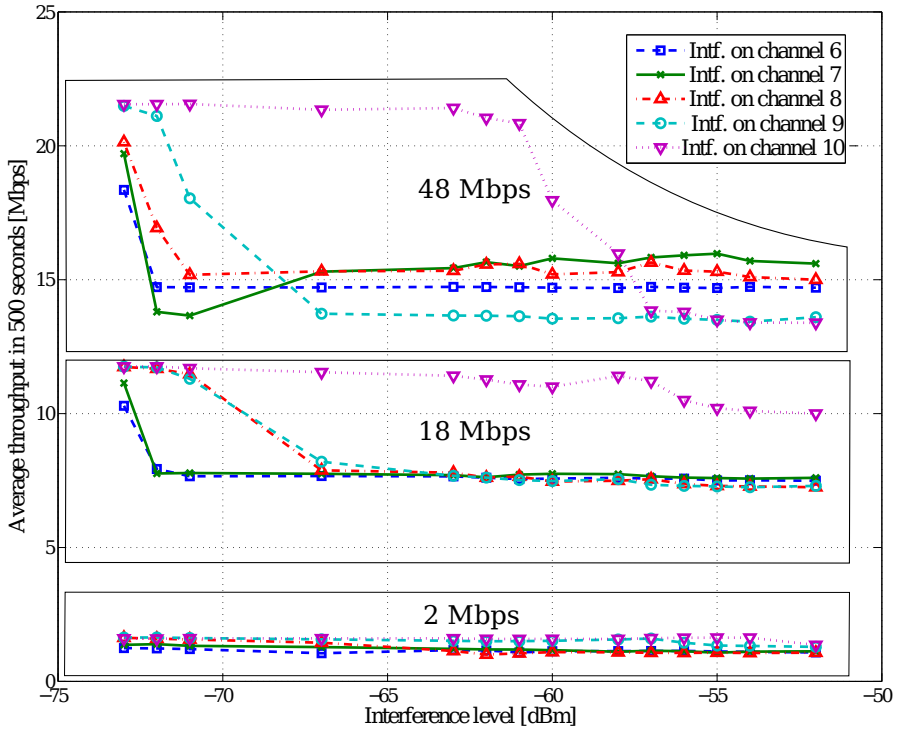 25
20
15
10
5
0
Average throughput in 500 seconds [Mbps]
Intf. on channel 6
Intf. on channel 7
Intf. on channel 8
Intf. on channel 9
Intf. on channel 10
48 Mbps
18 Mbps
2 Mbps
−75 −70 −65 −60 −55 −50
Interference level [dBm]